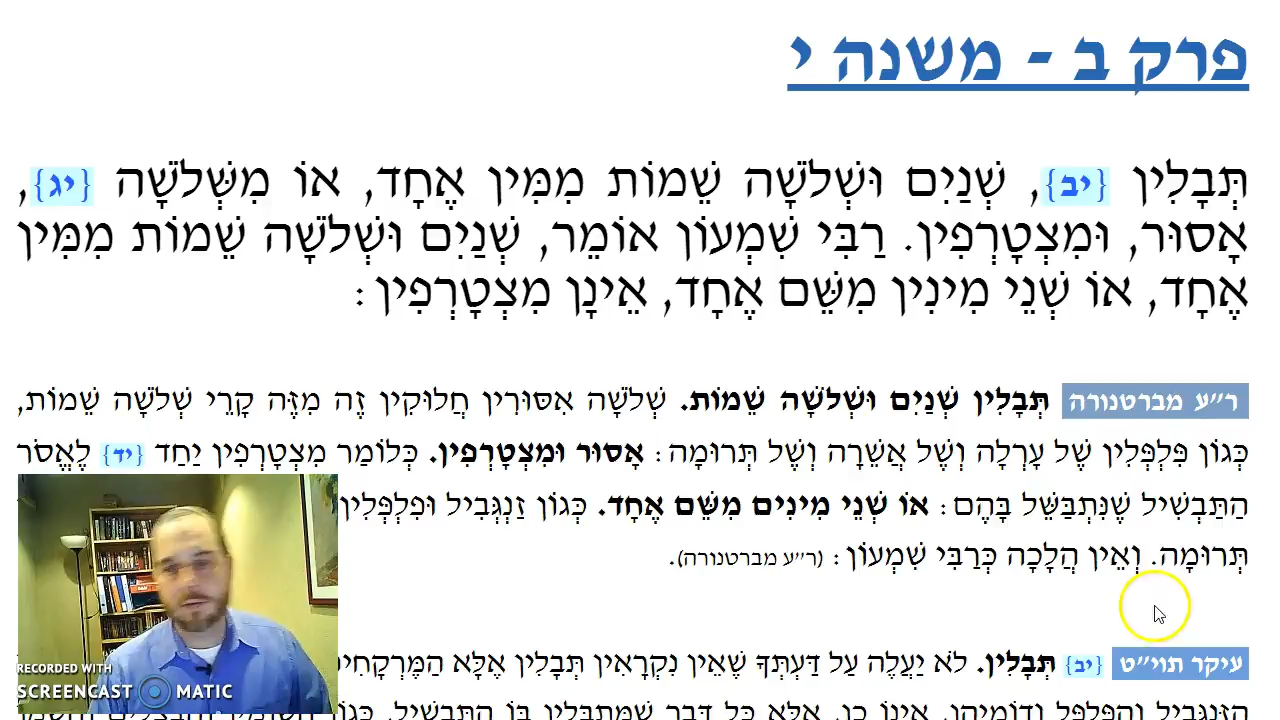 פרק ב - משנה י
תְּבָלִין {יב}, שְׁנַיִם וּשְׁלֹשָׁה שֵׁמוֹת מִמִּין אֶחָד, אוֹ מִשְּׁלֹשָׁה {יג},
אָסוּר, וּמִצְטָרְפִין. רַבִּי שִׁמְעוֹן אוֹמֵר, שְׁנַיִם וּשְׁלֹשָׁה שֵׁמוֹת מִמִּין
אֶחָד, אוֹ שְׁנֵי מִינִין מִשֵּׁם אֶחָד, אֵינָן מִצְטָרְפִין:
ר״ע מברטנורה תְּבָלִין שְׁנַיִם וּשְׁלֹשָׁה שֵׁמוֹת. שְׁלֹשָׁה אִסּוּרִין חֲלוּקִין זֶה מִזֶּה קָרֵי שְׁלֹשָׁה שֵׁמוֹת,
כְּגוֹן פִּלְפְּלִין שֶׁל עָרְלָה וְשֶׁל אֲשֵׁרָה וְשֶׁל תְּרוּמָה: אָסוּר וּמִצְטָרְפִין. כְּלוֹמַר מִצְטָרְפִין יַחַד {יד} לֶאֱסֹר
הַתַּבְשִׁיל שֶׁנִּתְבַּשֵּׁל בָּהֶם: אוֹ שְׁנֵי מִינִים מִשֵּׁם אֶחָד. כְּגוֹן זַנְגְּבִיל וּפִלְפְּלִין
תְּרוּמָה. וְאֵין הֲלָכָה כְּרַבִּי שִׁמְעוֹן: (ר״ע מברטנורה).
עיקר תוי״ט {יב} תְּבָלִין. לֹא יַעֲלֶה עַל דַּעְתְּךָ שֶׁאֵין נִקְרָאִין תְּבָלִין אֶלָּא
RECORDED WITH
SCREENCAST MATIC